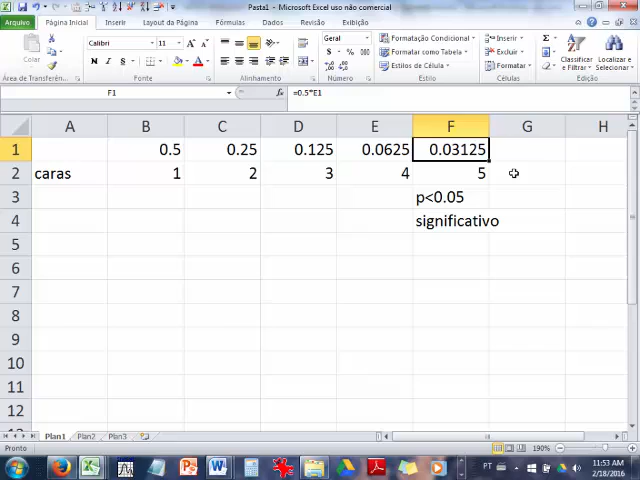 Pasta1 - Microsoft Excel uso não comercial
Arquivo Página Inicial Inserir Layout da Página Fórmulas Dados Revisão Exibição
Colar
Calibri 11
N I S
Geral
$ % 000
Formatação Condicional
Formatar como Tabela
Estilos de Célula
Inserir
Excluir
Formatar
Classificar e Filtrar
Localizar e Selecionar
Área de Transferên... Fonte Alinhamento Número Estilo Células Edição
F1 =0.5*E1
A B C D E F G H
1 0.5 0.25 0.125 0.0625 0.03125
2 caras 1 2 3 4 5
3 p<0.05
4 significativo
5
6
7
8
9
10
11
12
Plan1 Plan2 Plan3
Pronto 190%
PT 11:53 AM
2/18/2016